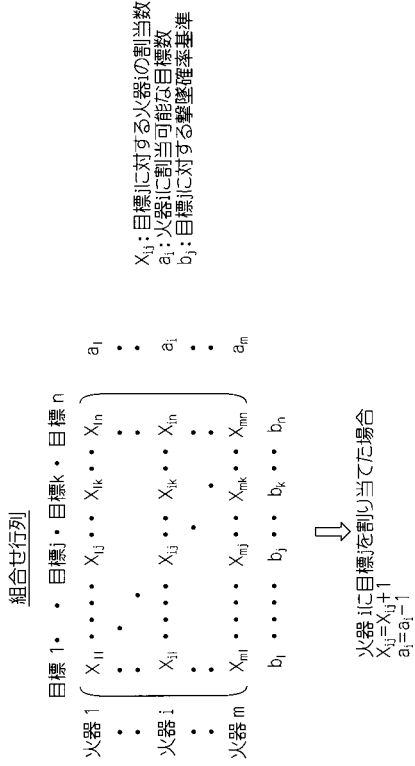 組合せ行列
目標1・ ・ 目標j・目標k・ 目標n
火器1 X11 ・・・・・ X1j ・・ X1k ・・ X1n a1
・ ・ ・ ・
・ ・ ・ ・
火器i Xi1 ・・・・・ Xij ・・ Xik ・・ Xin ai
・ ・ ・ ・
・ ・ ・ ・
火器m Xm1 ・・・・・ Xmj ・・ Xmk ・・ Xmn am
b1 ・・・・・ bj ・・ bk ・・ bn
Xij：目標jに対する火器iの割当数
ai：火器iに割当可能な目標数
bj：目標jに対する撃墜確率基準
火器iに目標jを割り当てた場合
Xij=Xij+1
ai=ai−1